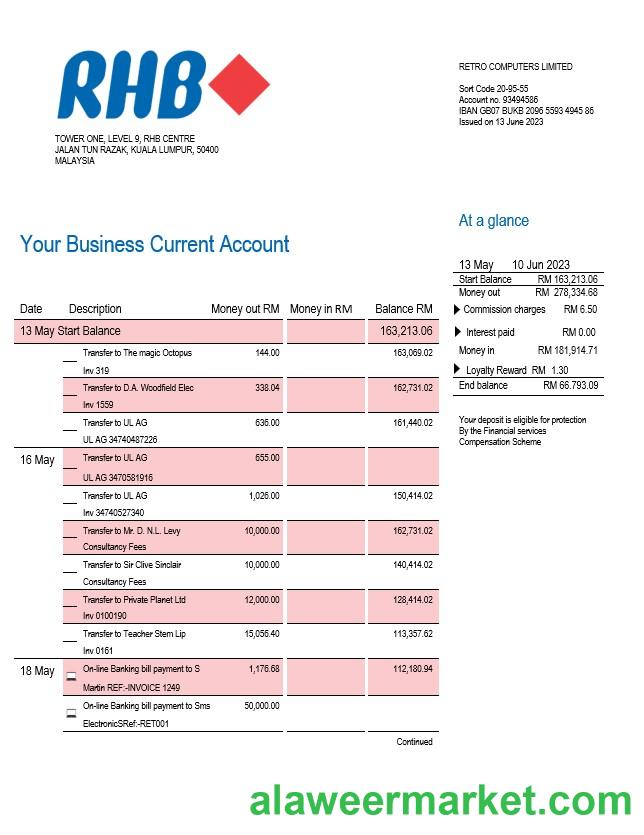 RHB
RETRO COMPUTERS LIMITED
Sort Code 20-95-55
Account no. 93494586
IBAN GB07 BUKB 2096 5593 4945 86
Issued on 13 June 2023
TOWER ONE, LEVEL 9, RHB CENTRE
JALAN TUN RAZAK, KUALA LUMPUR, 50400
MALAYSIA
At a glance
Your Business Current Account
13 May 10 Jun 2023
Start Balance RM 163,213.06
Money out RM 278,334.68
Commission charges RM 6.50
Interest paid RM 0.00
Money in RM 181,914.71
Loyalty Reward RM 1.30
End balance RM 66.793.09
Your deposit is eligible for protection
By the Financial services
Compensation Scheme
Date Description Money out RM Money in RM Balance RM
13 May Start Balance 163,213.06
Transfer to The magic Octopus 144.00 163,069.02
Inv 319
Transfer to D.A. Woodfield Elec 338.04 162,731.02
Inv 1559
Transfer to UL AG 636.00 161,440.02
UL AG 34740487226
16 May Transfer to UL AG 655.00
UL AG 3470581916
Transfer to UL AG 1,026.00 150,414.02
Inv 34740527340
Transfer to Mr. D. N.L. Levy 10,000.00 162,731.02
Consultancy Fees
Transfer to Sir Clive Sinclair 10,000.00 140,414.02
Consultancy Fees
Transfer to Private Planet Ltd 12,000.00 128,414.02
Inv 0100190
Transfer to Teacher Stem Lip 15,056.40 113,357.62
Inv 0161
18 May On-line Banking bill payment to S 1,176.68 112,180.94
Martin REF:-INVOICE 1249
On-line Banking bill payment to Sms 50,000.00
ElectronicSRef:-RET001
Continued
alaweermarket.com